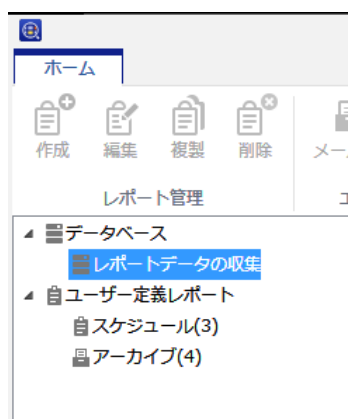 ホーム
作成 編集 複製 削除 メー
レポート管理
データベース
レポートデータの収集
ユーザー定義レポート
スケジュール(3)
アーカイブ(4)